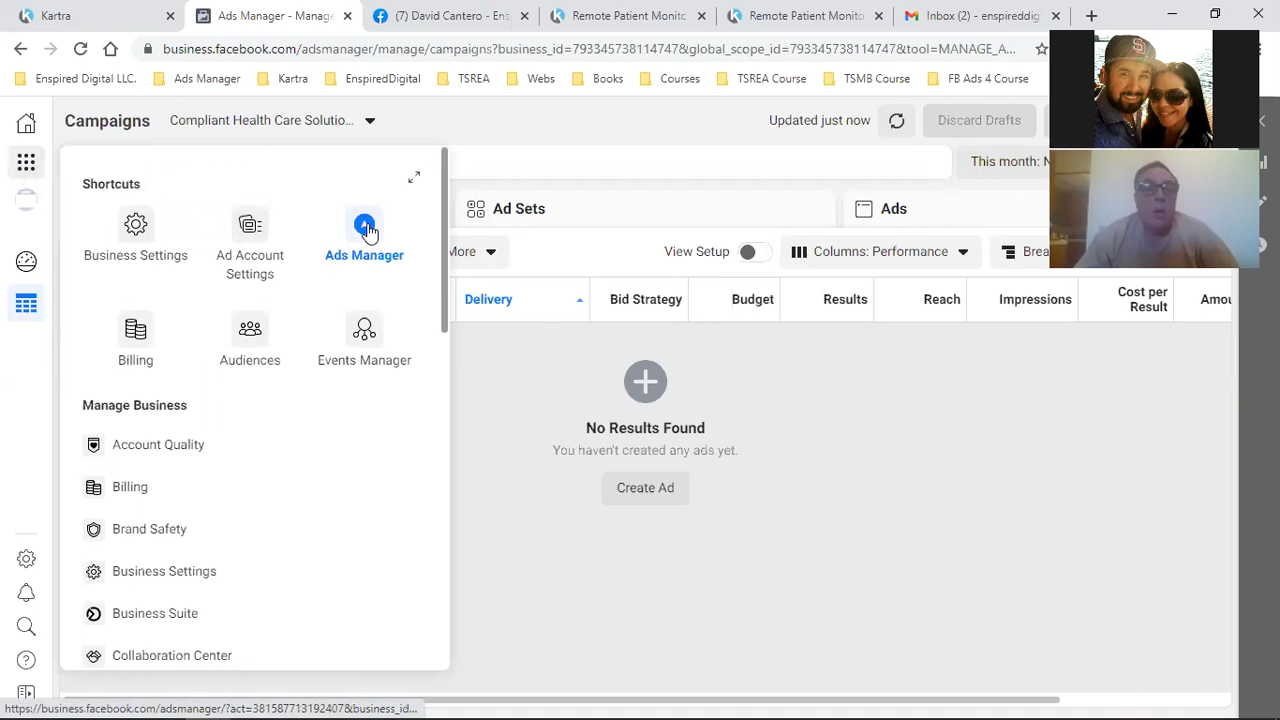 Kartra
Ads Manager - Manage
(7) David Cantero - Ens
Remote Patient Monito
Remote Patient Monito
Inbox (2) - enspireddig
business.facebook.com/adsmanager/manage/campaigns?business_id=793345738114747&global_scope_id=793345738114747&tool=MANAGE_A...
Enspired Digital LLC.
Ads Manager
Kartra
EnspiredDigital
TSREA
Webs
Books
Courses
TSREA Course
TSMB Course
FB Ads 4 Course
Campaigns
Compliant Health Care Solutio...
Updated just now
Discard Drafts
Shortcuts
This month: N
Ad Sets
Ads
Business Settings
Ad Account
Settings
Ads Manager
More
View Setup
Columns: Performance
Brea
Delivery
Bid Strategy
Budget
Results
Reach
Impressions
Cost per
Result
Amou
Billing
Audiences
Events Manager
Manage Business
No Results Found
You haven't created any ads yet.
Create Ad
Account Quality
Billing
Brand Safety
Business Settings
Business Suite
Collaboration Center
https://business.facebook.com/adsmanager/?act=381587713192407&business_id...